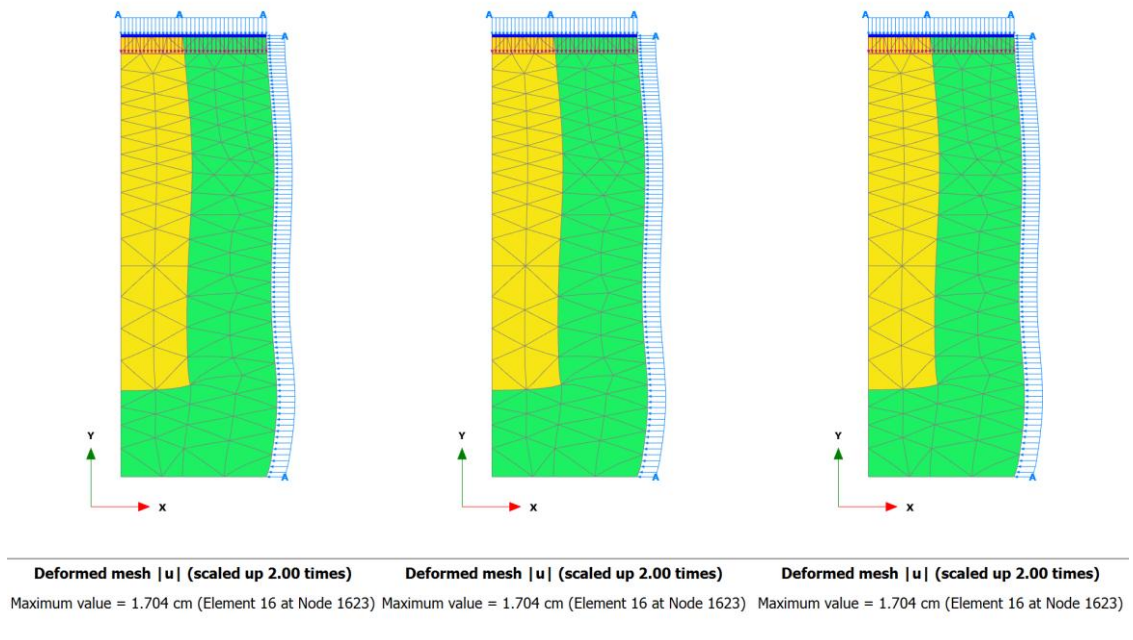 A A A A A A A A A
A A A
Y Y Y
A A A
X X X
Deformed mesh |u| (scaled up 2.00 times) Deformed mesh |u| (scaled up 2.00 times) Deformed mesh |u| (scaled up 2.00 times)
Maximum value = 1.704 cm (Element 16 at Node 1623) Maximum value = 1.704 cm (Element 16 at Node 1623) Maximum value = 1.704 cm (Element 16 at Node 1623)